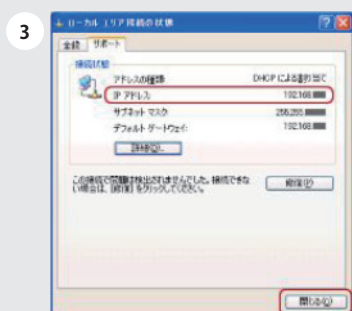 3
ローカル エリア接続の状態
全般 サポート
接続状態
アドレスの種類 DHCP による割り当て
IP アドレス 192.168.
サブネット マスク 255.255.
デフォルト ゲートウェイ: 192.168.
詳細(D)...
この接続で問題は検出されませんでした。接続できな
い場合は、[修復] をクリックしてください。
修復(P)
閉じる(C)